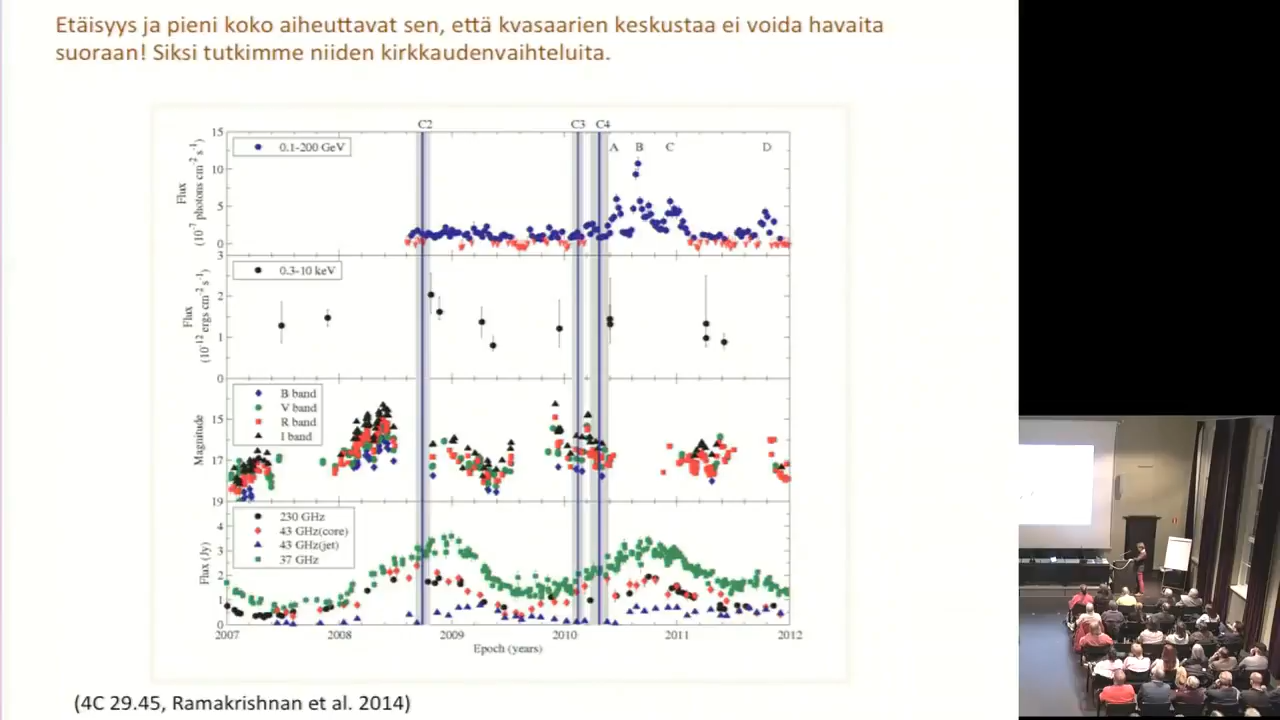 Etäisyys ja pieni koko aiheuttavat sen, että kvasaarien keskustaa ei voida havaita
suoraan! Siksi tutkimme niiden kirkkaudenvaihteluita.
C2 C3 C4
A B C D
0.1-200 GeV
Flux
(10⁻⁷ photons cm⁻² s⁻¹)
15
10
5
0
0.3-10 keV
Flux
(10⁻¹² ergs cm⁻² s⁻¹)
3
2
1
0
B band
V band
R band
I band
Magnitude
15
17
19
230 GHz
43 GHz(core)
43 GHz(jet)
37 GHz
Flux (Jy)
4
3
2
1
0
2007 2008 2009 2010 2011 2012
Epoch (years)
(4C 29.45, Ramakrishnan et al. 2014)